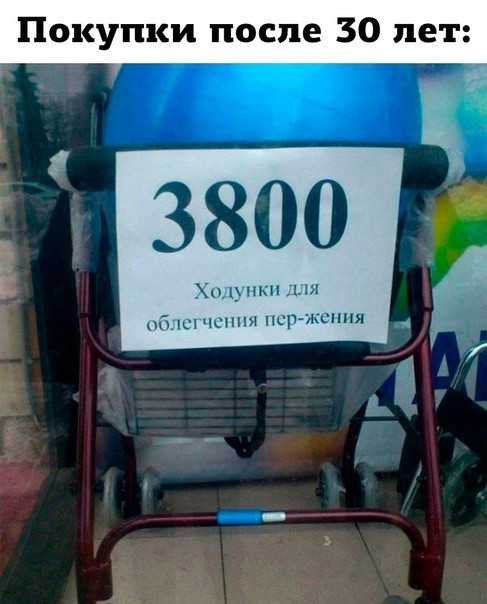 Покупки после 30 лет:
3800
Ходунки для
облегчения пер-жения